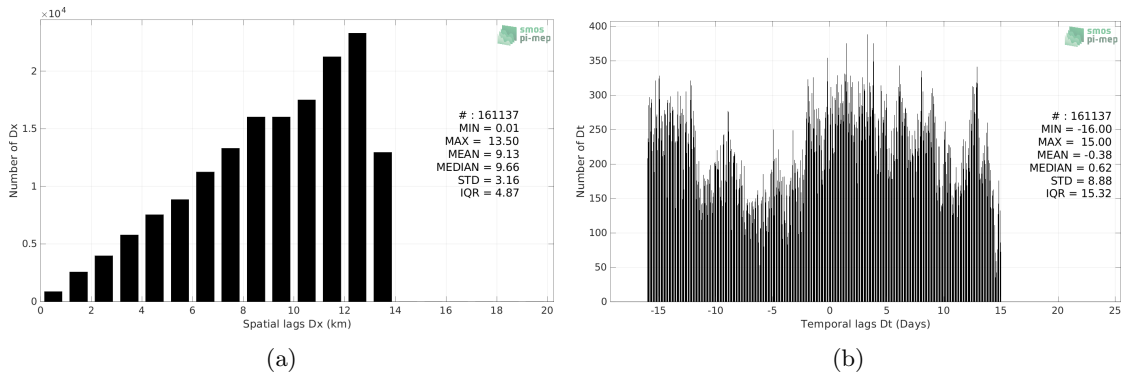 ×10⁴
2
1.5
1
0.5
0
Number of Dx
0 2 4 6 8 10 12 14 16 18 20
Spatial lags Dx (km)
smos
pi-mep
# : 161137
MIN = 0.01
MAX = 13.50
MEAN = 9.13
MEDIAN = 9.66
STD = 3.16
IQR = 4.87
(a)
400
350
300
250
200
150
100
50
0
Number of Dt
-15 -10 -5 0 5 10 15 20 25
Temporal lags Dt (Days)
smos
pi-mep
# : 161137
MIN = -16.00
MAX = 15.00
MEAN = -0.38
MEDIAN = 0.62
STD = 8.88
IQR = 15.32
(b)